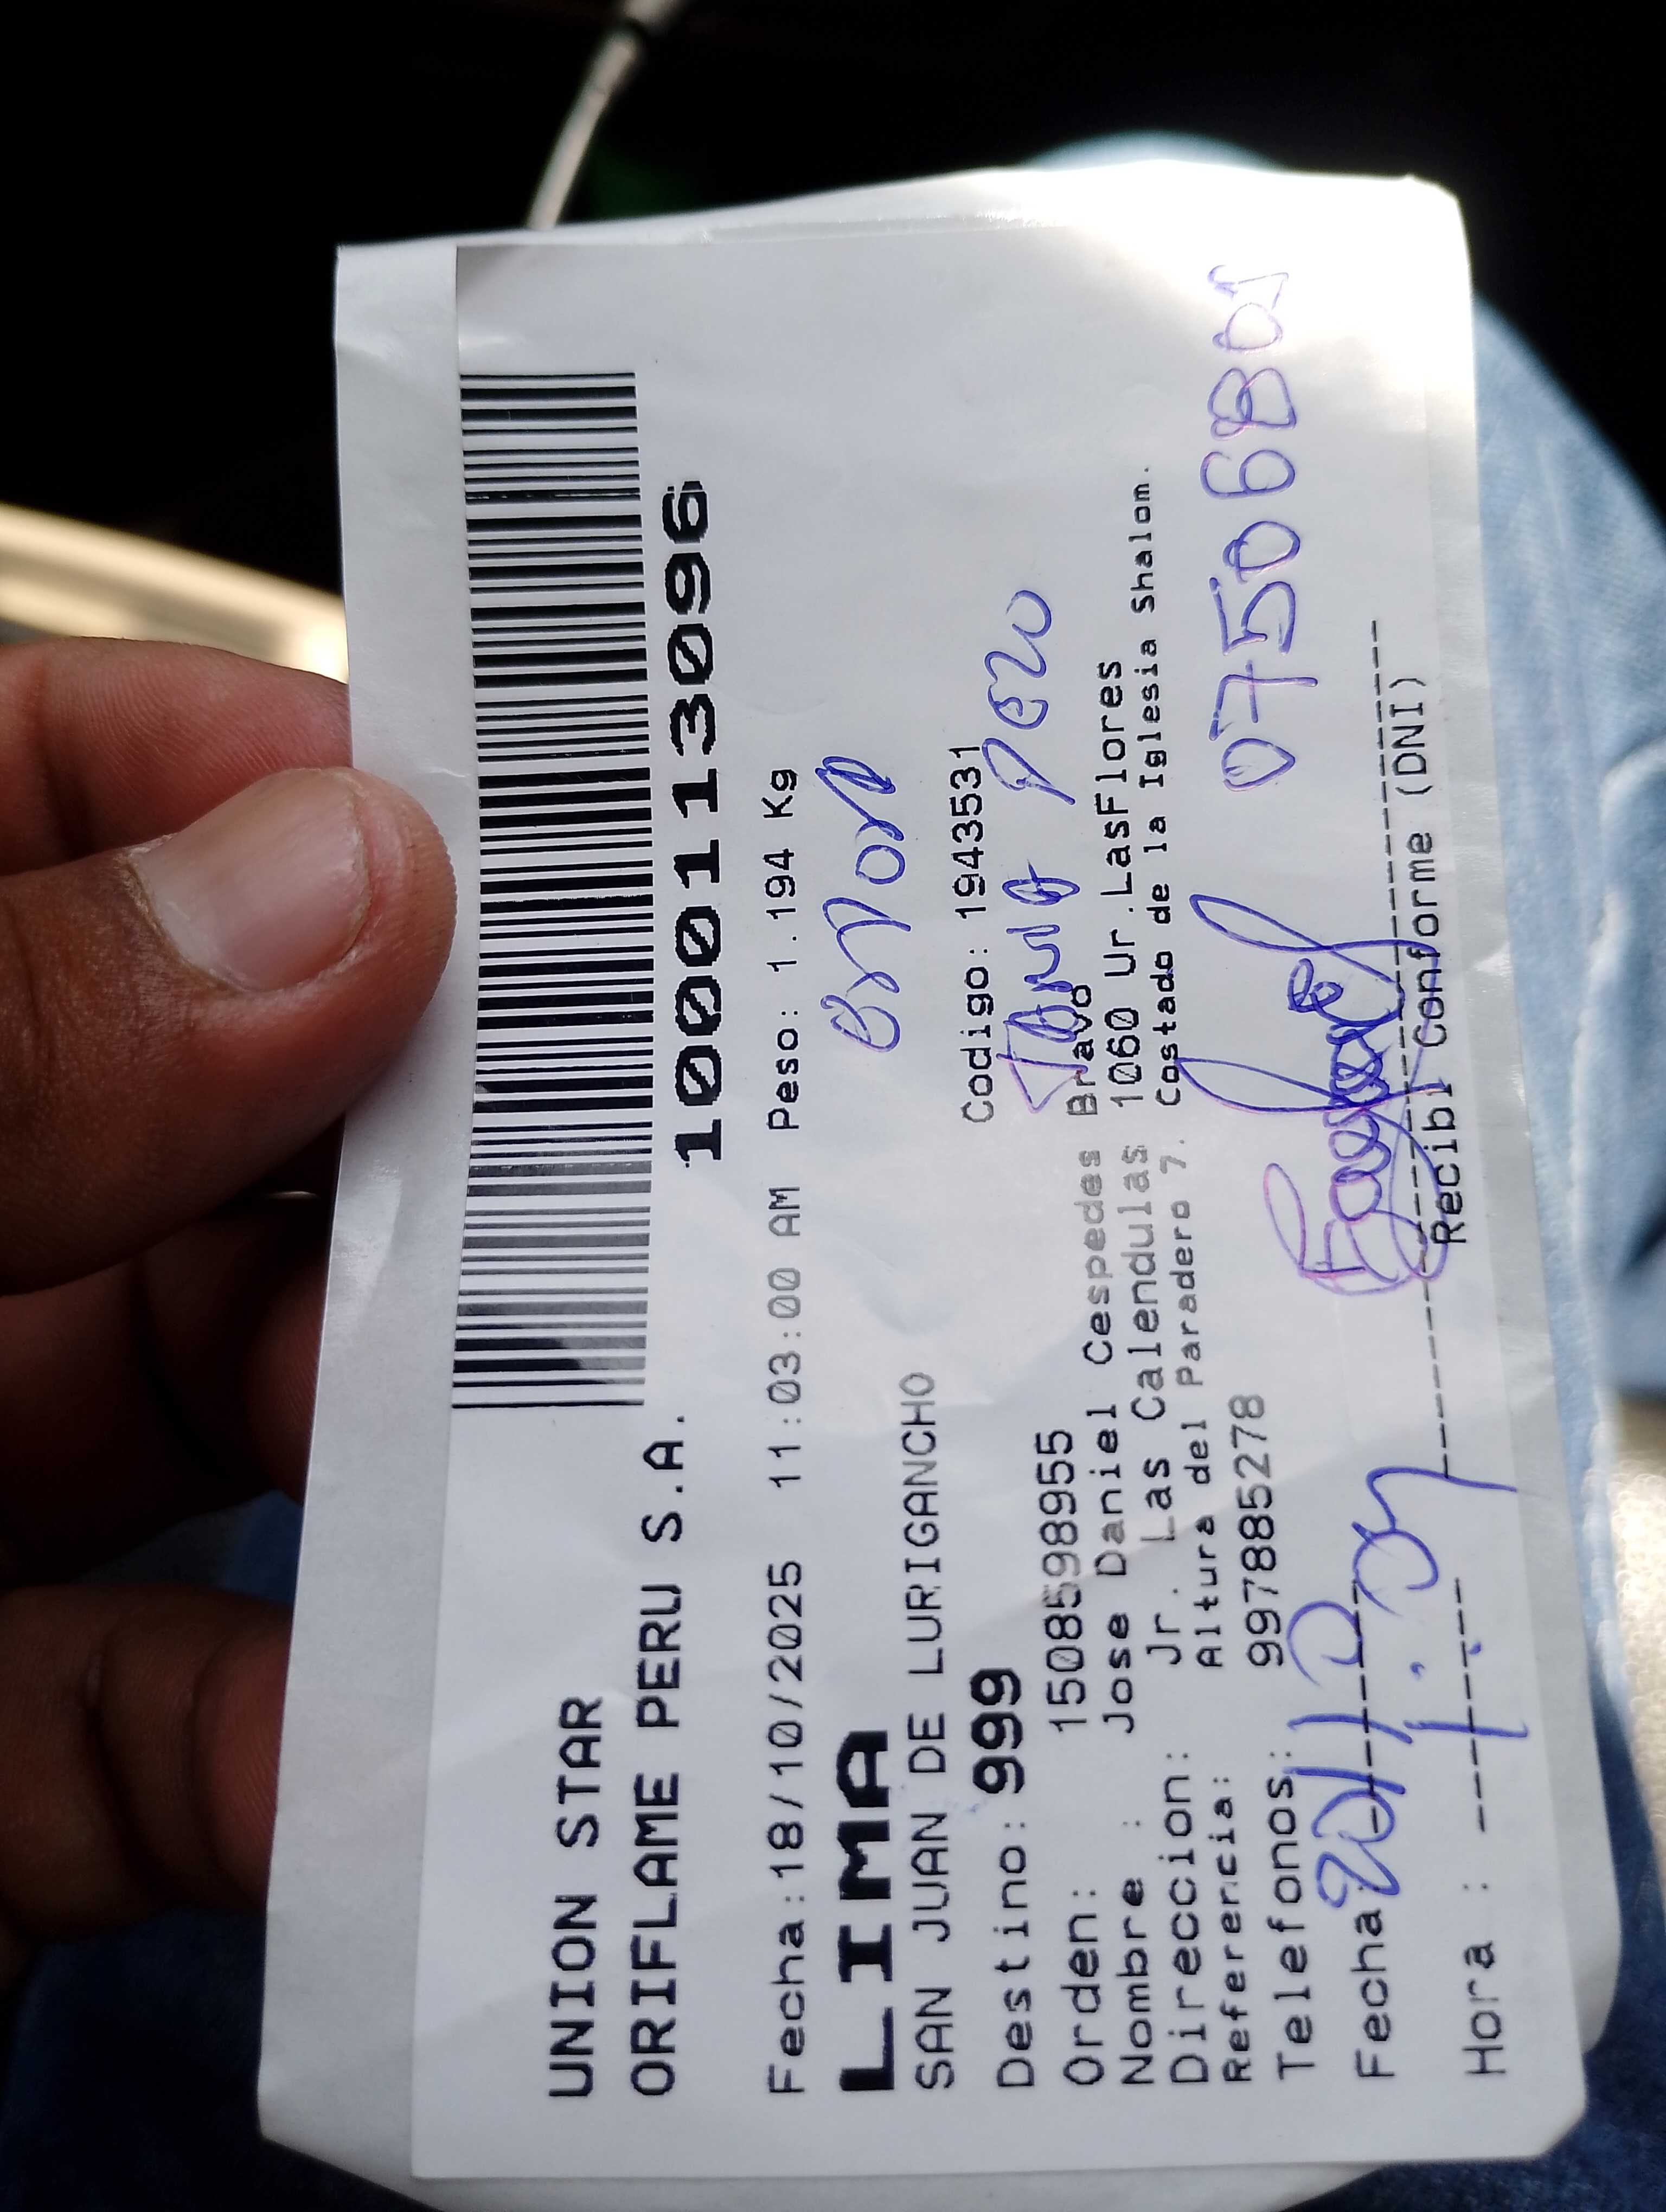 UNION STAR
ORIFLAME PERU S.A.
10001113096
Fecha:18/10/2025 11:03:00 AM Peso: 1.194 Kg
LIMA
SAN JUAN DE LURIGANCHO
Destino: 999 Codigo: 1943531
Orden: 1508598955
Nombre : Jose Daniel Cespedes Bravo
Direccion: Jr. Las Calendulas 1060 Ur.LasFlores
Referencia: Altura del Paradero 7. Costado de la Iglesia Shalom.
Telefonos: 997885278
07506808
Fecha
Hora :
Recibi Conforme (DNI)